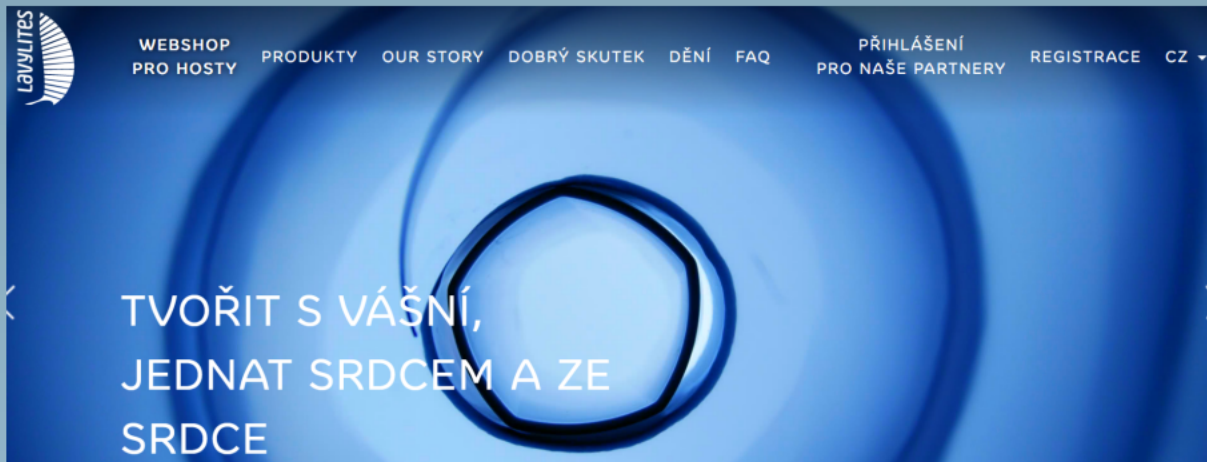 LAVYLITES
WEBSHOP
PRO HOSTY
PRODUKTY
OUR STORY
DOBRÝ SKUTEK
DĚNÍ
FAQ
PŘIHLÁŠENÍ
PRO NAŠE PARTNERY
REGISTRACE
CZ
TVOŘIT S VÁŠNÍ,
JEDNAT SRDCEM A ZE
SRDCE